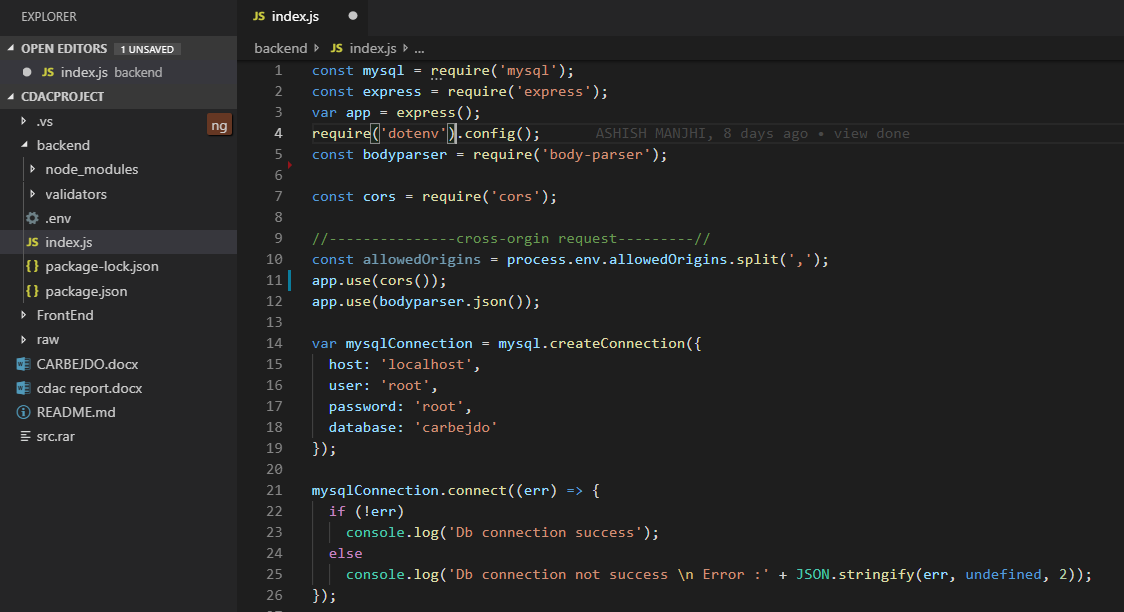 EXPLORER
OPEN EDITORS 1 UNSAVED
JS index.js backend
CDACPROJECT
.vs
ng
backend
node_modules
validators
.env
JS index.js
{} package-lock.json
{} package.json
FrontEnd
raw
CARBEJDO.docx
cdac report.docx
README.md
src.rar
JS index.js
backend JS index.js ...
1 const mysql = require('mysql');
2 const express = require('express');
3 var app = express();
4 require('dotenv').config(); ASHISH MANJHI, 8 days ago • view done
5 const bodyparser = require('body-parser');
6
7 const cors = require('cors');
8
9 //---------------cross-orgin request---------//
10 const allowedOrigins = process.env.allowedOrigins.split(',');
11 app.use(cors());
12 app.use(bodyparser.json());
13
14 var mysqlConnection = mysql.createConnection({
15 host: 'localhost',
16 user: 'root',
17 password: 'root',
18 database: 'carbejdo'
19 });
20
21 mysqlConnection.connect((err) => {
22 if (!err)
23 console.log('Db connection success');
24 else
25 console.log('Db connection not success \n Error :' + JSON.stringify(err, undefined, 2));
26 });